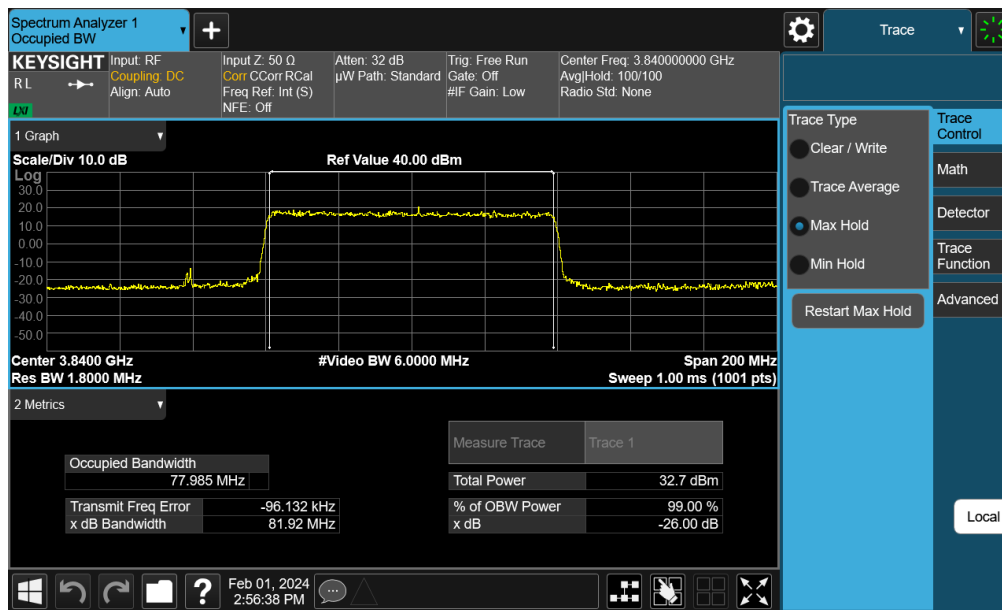 Spectrum Analyzer 1
Occupied BW
+
Trace
KEYSIGHT
R L
LXI
Input: RF
Coupling: DC
Align: Auto
Input Z: 50 Ω
Corr CCorr RCal
Freq Ref: Int (S)
NFE: Off
Atten: 32 dB
µW Path: Standard
Trig: Free Run
Gate: Off
#IF Gain: Low
Center Freq: 3.840000000 GHz
Avg|Hold: 100/100
Radio Std: None
1 Graph
Scale/Div 10.0 dB
Ref Value 40.00 dBm
Log
30.0
20.0
10.0
0.00
-10.0
-20.0
-30.0
-40.0
-50.0
Center 3.8400 GHz
#Video BW 6.0000 MHz
Span 200 MHz
Res BW 1.8000 MHz
Sweep 1.00 ms (1001 pts)
2 Metrics
Measure Trace
Trace 1
Occupied Bandwidth
77.985 MHz
Total Power
32.7 dBm
Transmit Freq Error
-96.132 kHz
% of OBW Power
99.00 %
x dB Bandwidth
81.92 MHz
x dB
-26.00 dB
Trace Type
Clear / Write
Trace Average
Max Hold
Min Hold
Restart Max Hold
Trace
Control
Math
Detector
Trace
Function
Advanced
Local
?
Feb 01, 2024
2:56:38 PM